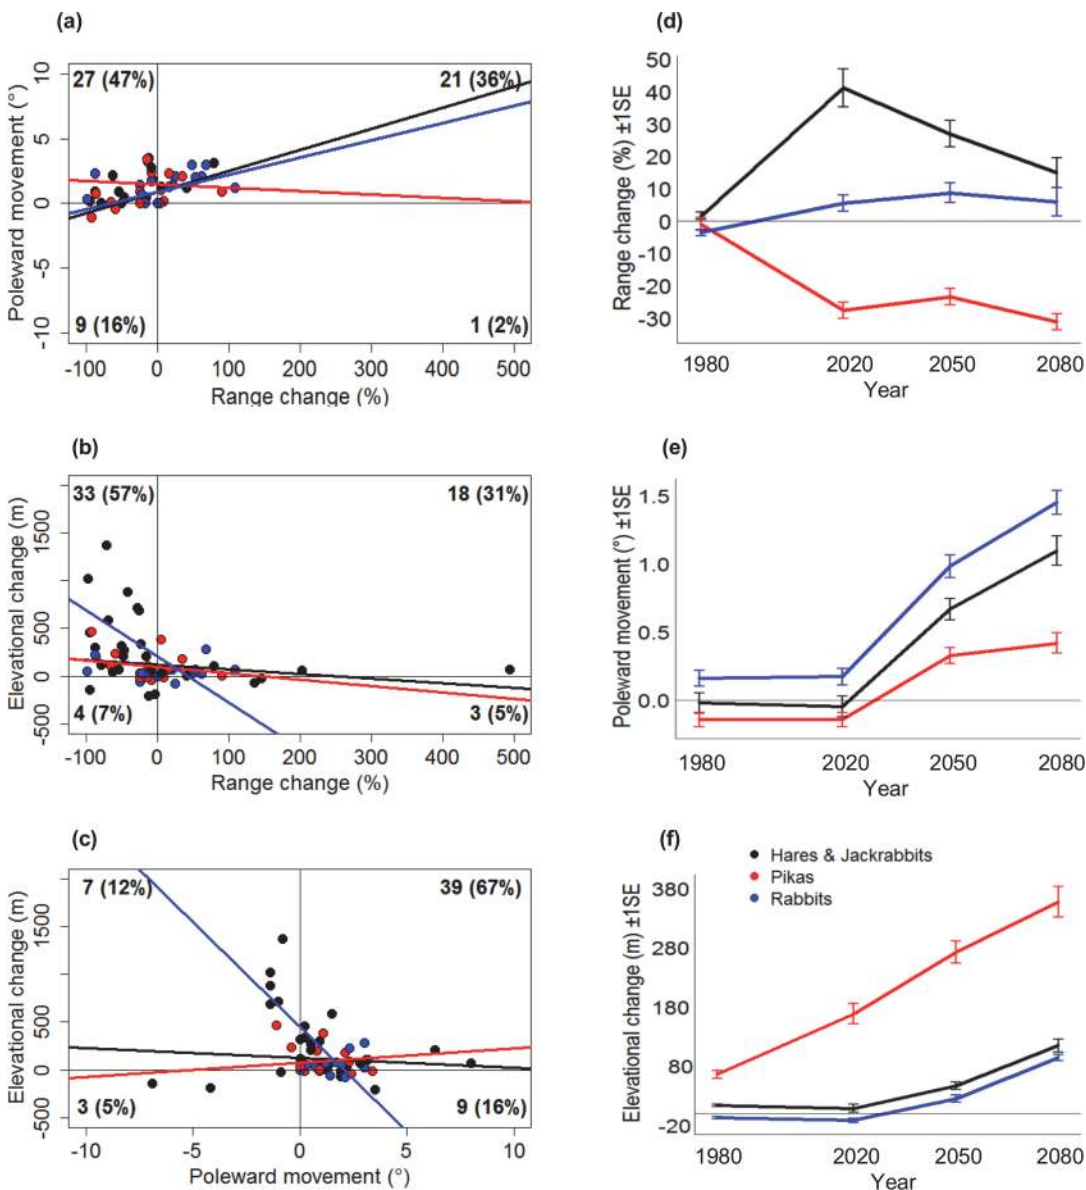 (a)
27 (47%)
21 (36%)
9 (16%)
1 (2%)
10
5
0
-5
-10
Poleward movement (°)
-100 0 100 200 300 400 500
Range change (%)
(d)
50
40
30
20
10
0
-10
-20
-30
Range change (%) ±1SE
1980 2020 2050 2080
Year
(b)
33 (57%)
18 (31%)
4 (7%)
3 (5%)
1500
500
0
-500
Elevational change (m)
-100 0 100 200 300 400 500
Range change (%)
(e)
1.5
1.0
0.5
0.0
Poleward movement (°) ±1SE
1980 2020 2050 2080
Year
(c)
7 (12%)
39 (67%)
3 (5%)
9 (16%)
1500
500
0
-500
Elevational change (m)
-10 -5 0 5 10
Poleward movement (°)
(f)
Hares & Jackrabbits
Pikas
Rabbits
380
280
180
80
-20
Elevational change (m) ±1SE
1980 2020 2050 2080
Year